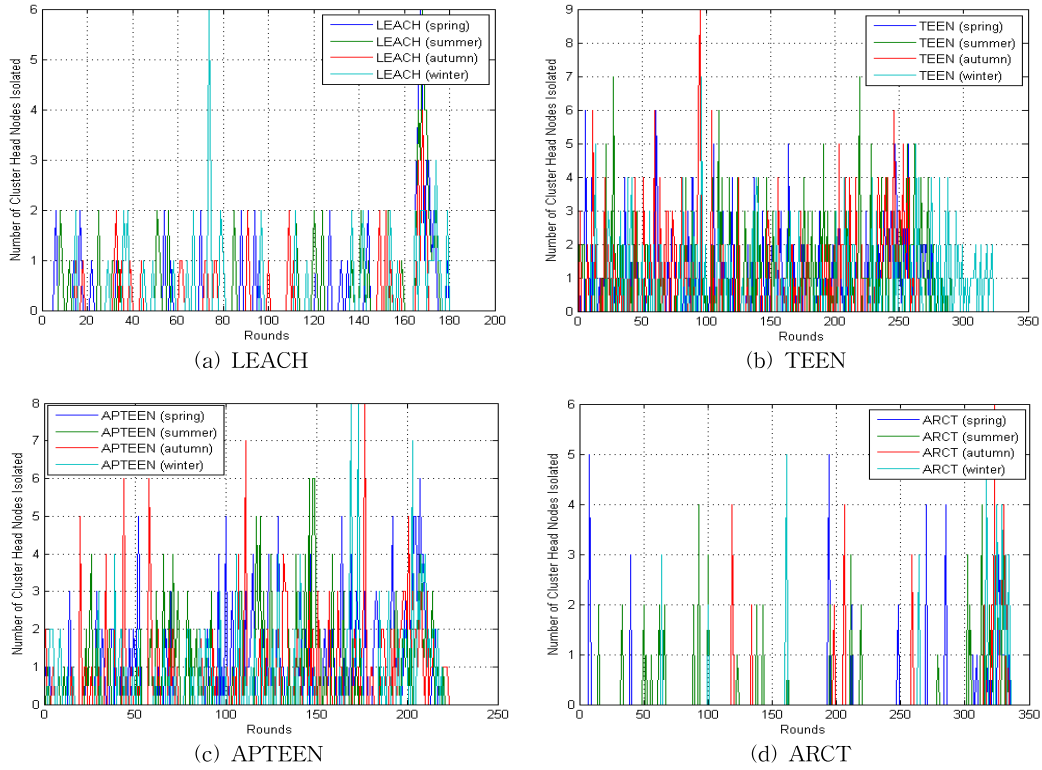 Number of Cluster Head Nodes Isolated
6
5
4
3
2
1
0
0 20 40 60 80 100 120 140 160 180 200
Rounds
LEACH (spring)
LEACH (summer)
LEACH (autumn)
LEACH (winter)
(a) LEACH
Number of Cluster Head Nodes Isolated
9
8
7
6
5
4
3
2
1
0
0 50 100 150 200 250 300 350
Rounds
TEEN (spring)
TEEN (summer)
TEEN (autumn)
TEEN (winter)
(b) TEEN
Number of Cluster Head Nodes Isolated
8
7
6
5
4
3
2
1
0
0 50 100 150 200 250
Rounds
APTEEN (spring)
APTEEN (summer)
APTEEN (autumn)
APTEEN (winter)
(c) APTEEN
Number of Cluster Head Nodes Isolated
6
5
4
3
2
1
0
0 50 100 150 200 250 300 350
Rounds
ARCT (spring)
ARCT (summer)
ARCT (autumn)
ARCT (winter)
(d) ARCT